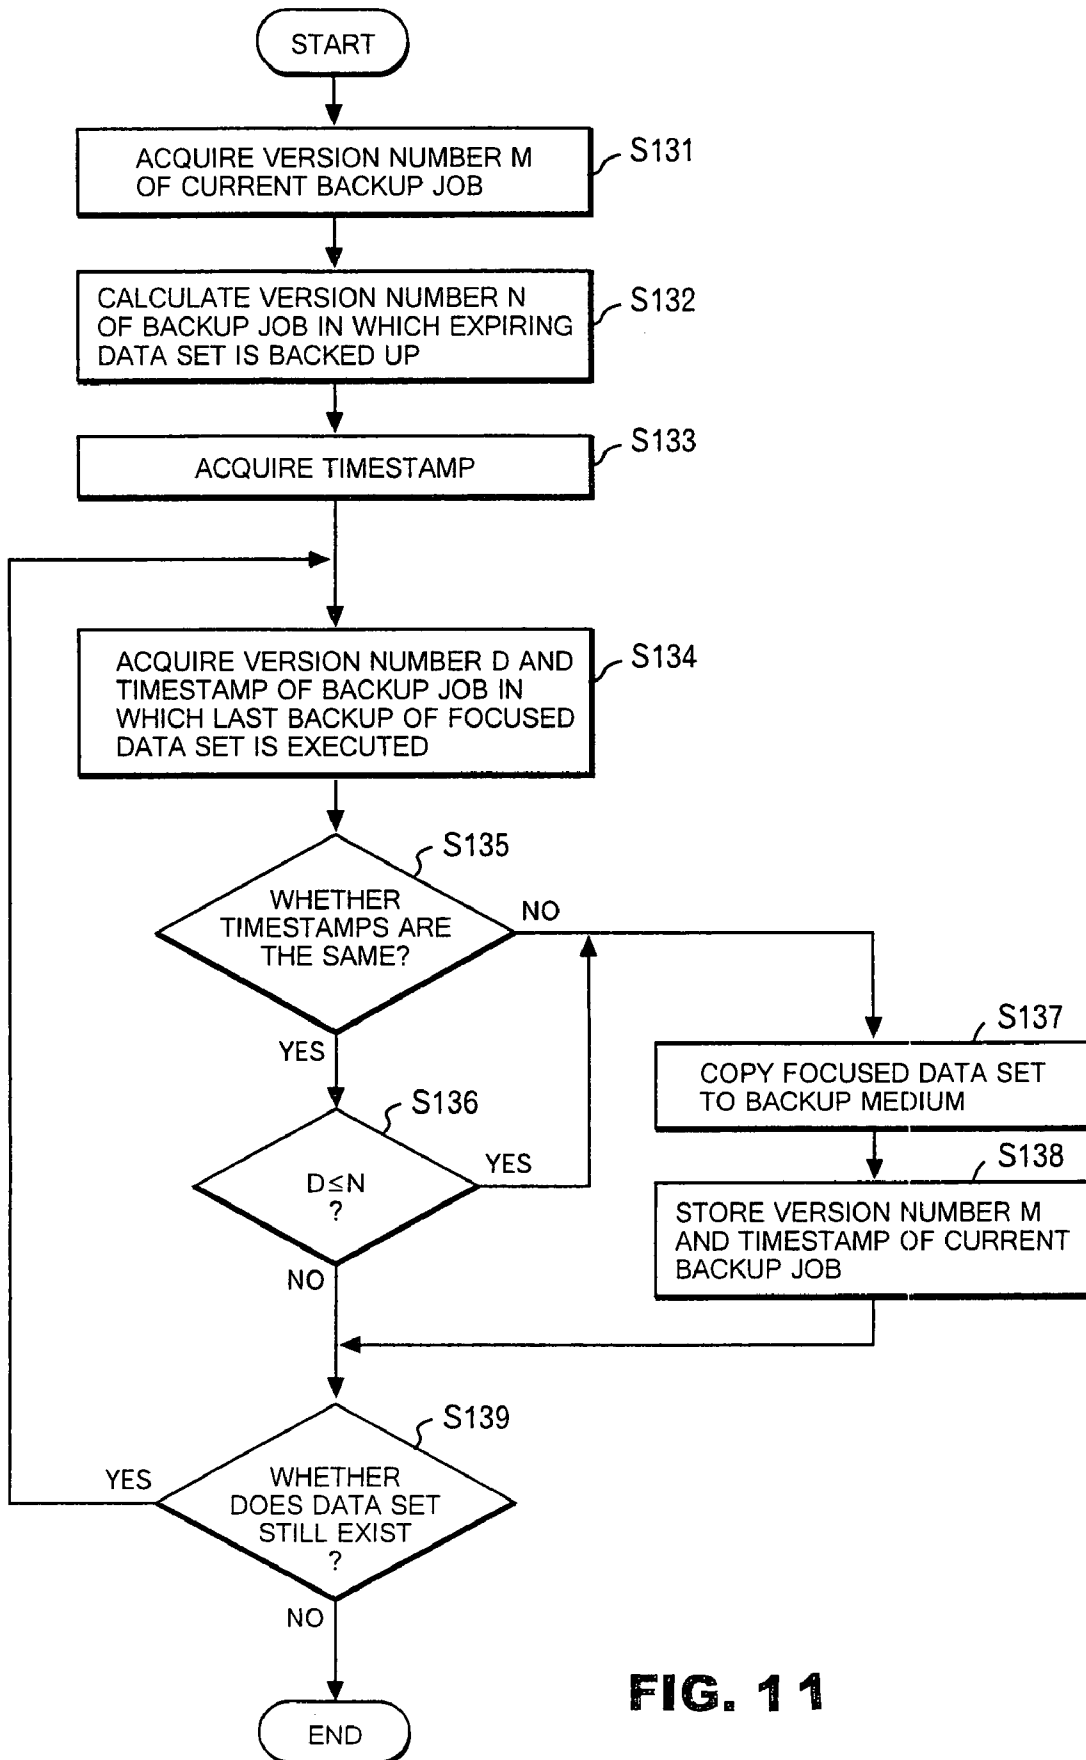 START
ACQUIRE VERSION NUMBER M
OF CURRENT BACKUP JOB
S131
CALCULATE VERSION NUMBER N
OF BACKUP JOB IN WHICH EXPIRING
DATA SET IS BACKED UP
S132
ACQUIRE TIMESTAMP
S133
ACQUIRE VERSION NUMBER D AND
TIMESTAMP OF BACKUP JOB IN
WHICH LAST BACKUP OF FOCUSED
DATA SET IS EXECUTED
S134
S135
WHETHER
TIMESTAMPS ARE
THE SAME?
NO
YES
S136
D≤N
?
YES
NO
S137
COPY FOCUSED DATA SET
TO BACKUP MEDIUM
S138
STORE VERSION NUMBER M
AND TIMESTAMP OF CURRENT
BACKUP JOB
S139
WHETHER
DOES DATA SET
STILL EXIST
?
YES
NO
END
FIG. 11